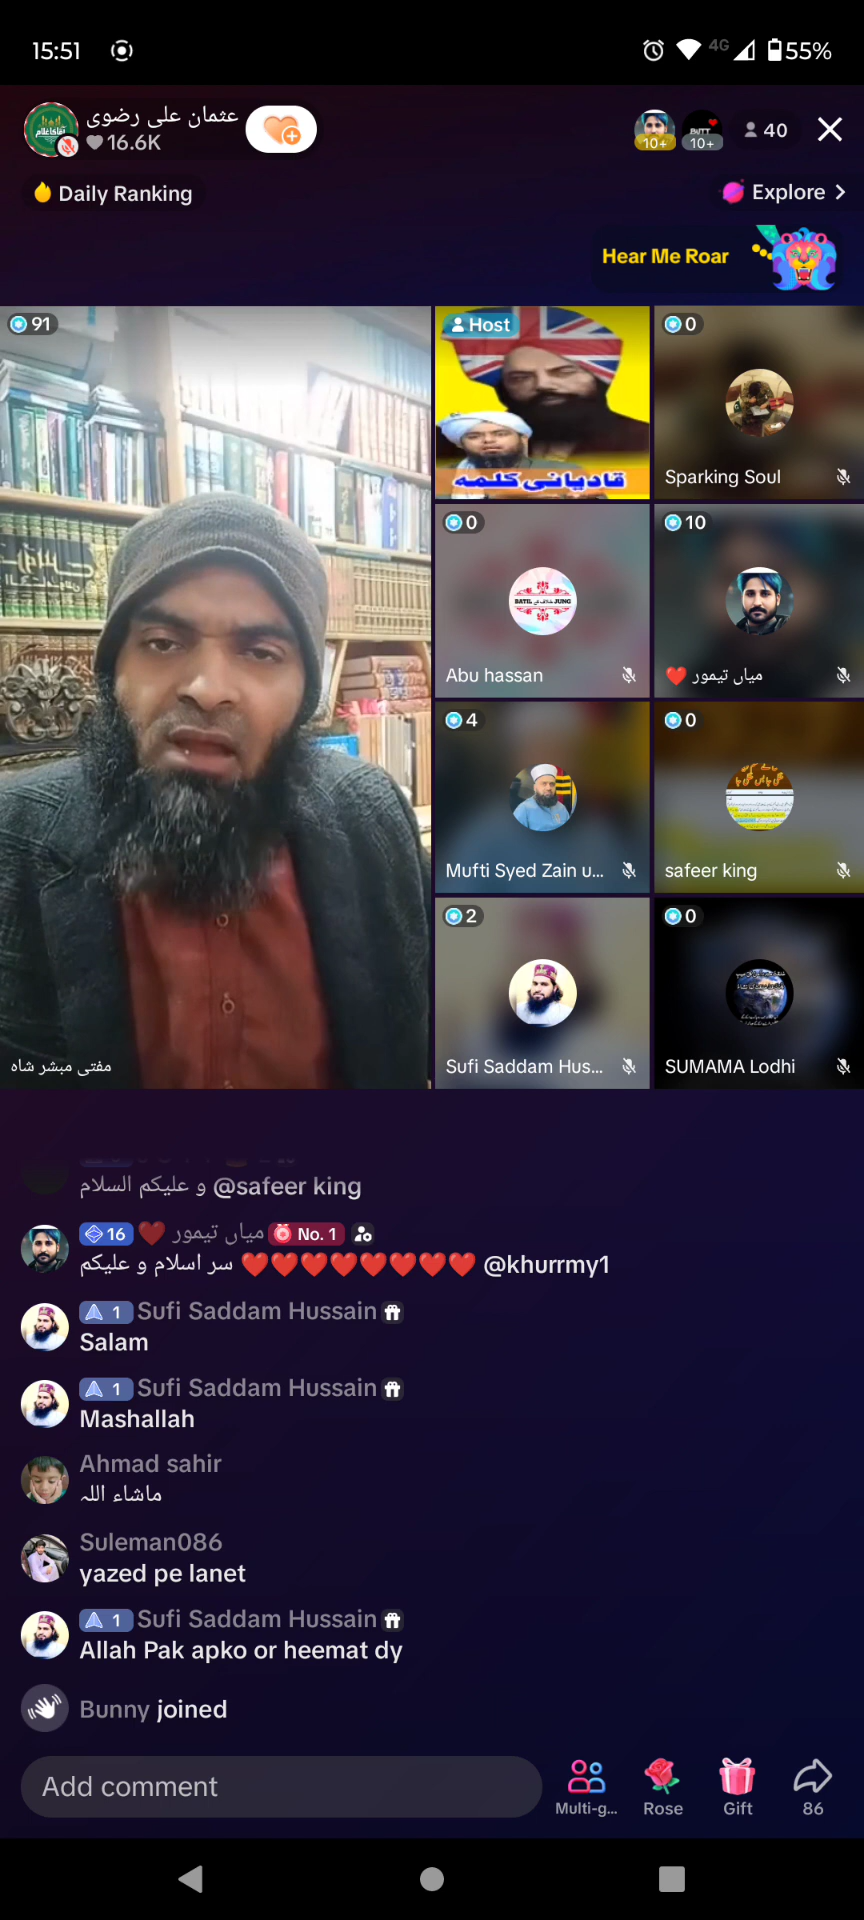 15:51
4G
55%
عثمان علی رضوی
16.6K
10+
10+
40
Daily Ranking
Explore
Hear Me Roar
91
Host
قادیانی کلمه
0
Sparking Soul
0
BATIL
JUNG
Abu hassan
10
میاں تیمور ❤️
4
Mufti Syed Zain u...
0
safeer king
2
Sufi Saddam Hus...
0
SUMAMA Lodhi
مفتی مبشر شاہ
و علیکم السلام @safeer king
16 ❤️ میاں تیمور No. 1
سر اسلام و علیکم ❤️❤️❤️❤️❤️❤️❤️❤️ @khurrmy1
1 Sufi Saddam Hussain
Salam
1 Sufi Saddam Hussain
Mashallah
Ahmad sahir
ماشاء اللہ
Suleman086
yazed pe lanet
1 Sufi Saddam Hussain
Allah Pak apko or heemat dy
Bunny joined
Add comment
Multi-g...
Rose
Gift
86